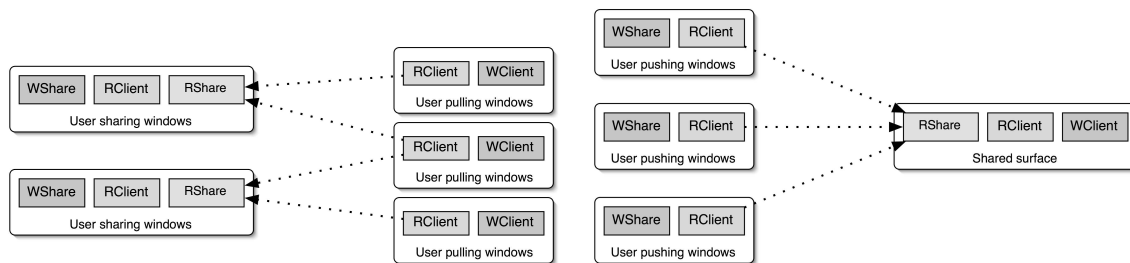 WShare RClient RShare
User sharing windows
WShare RClient RShare
User sharing windows
RClient WClient
User pulling windows
RClient WClient
User pulling windows
RClient WClient
User pulling windows
WShare RClient
User pushing windows
WShare RClient
User pushing windows
WShare RClient
User pushing windows
RShare RClient WClient
Shared surface